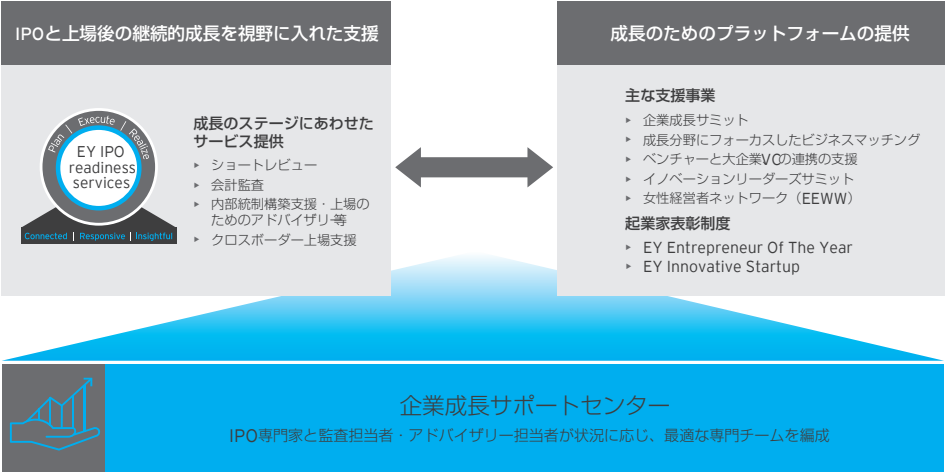 IPOと上場後の継続的成長を視野に入れた支援
Plan | Execute | Realize
EY IPO
readiness
services
Connected | Responsive | Insightful
成長のステージにあわせた
サービス提供
▸ ショートレビュー
▸ 会計監査
▸ 内部統制構築支援・上場の
ためのアドバイザリー等
▸ クロスボーダー上場支援
成長のためのプラットフォームの提供
主な支援事業
▸ 企業成長サミット
▸ 成長分野にフォーカスしたビジネスマッチング
▸ ベンチャーと大企業VCの連携の支援
▸ イノベーションリーダーズサミット
▸ 女性経営者ネットワーク（EEWW）
起業家表彰制度
▸ EY Entrepreneur Of The Year
▸ EY Innovative Startup
企業成長サポートセンター
IPO専門家と監査担当者・アドバイザリー担当者が状況に応じ、最適な専門チームを編成